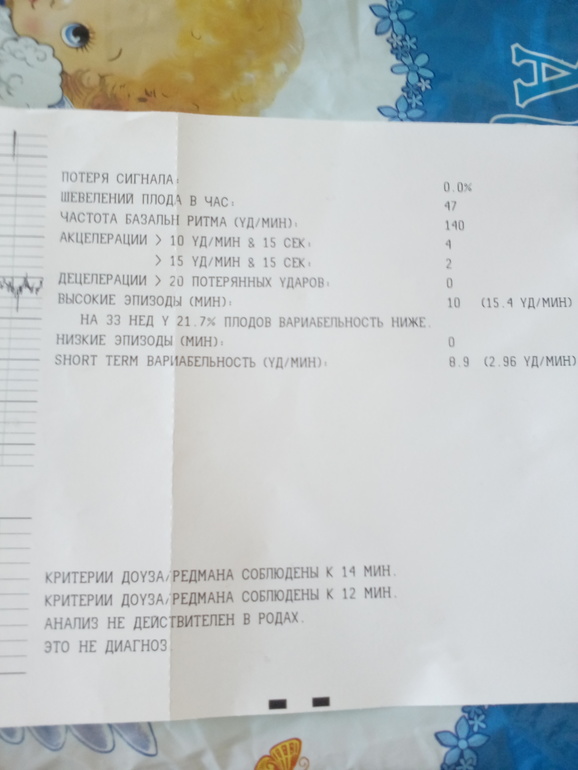 ПОТЕРЯ СИГНАЛА: 0.0%
ШЕВЕЛЕНИЙ ПЛОДА В ЧАС: 47
ЧАСТОТА БАЗАЛЬН РИТМА (УД/МИН): 140
АКЦЕЛЕРАЦИИ > 10 УД/МИН & 15 СЕК: 4
> 15 УД/МИН & 15 СЕК: 2
ДЕЦЕЛЕРАЦИИ > 20 ПОТЕРЯННЫХ УДАРОВ: 0
ВЫСОКИЕ ЭПИЗОДЫ (МИН): 10 (15.4 УД/МИН)
НА 33 НЕД У 21.7% ПЛОДОВ ВАРИАБЕЛЬНОСТЬ НИЖЕ.
НИЗКИЕ ЭПИЗОДЫ (МИН): 0
SHORT TERM ВАРИАБЕЛЬНОСТЬ (УД/МИН): 8.9 (2.96 УД/МИН)
КРИТЕРИИ ДОУЗА/РЕДМАНА СОБЛЮДЕНЫ К 14 МИН.
КРИТЕРИИ ДОУЗА/РЕДМАНА СОБЛЮДЕНЫ К 12 МИН.
АНАЛИЗ НЕ ДЕЙСТВИТЕЛЕН В РОДАХ.
ЭТО НЕ ДИАГНОЗ.